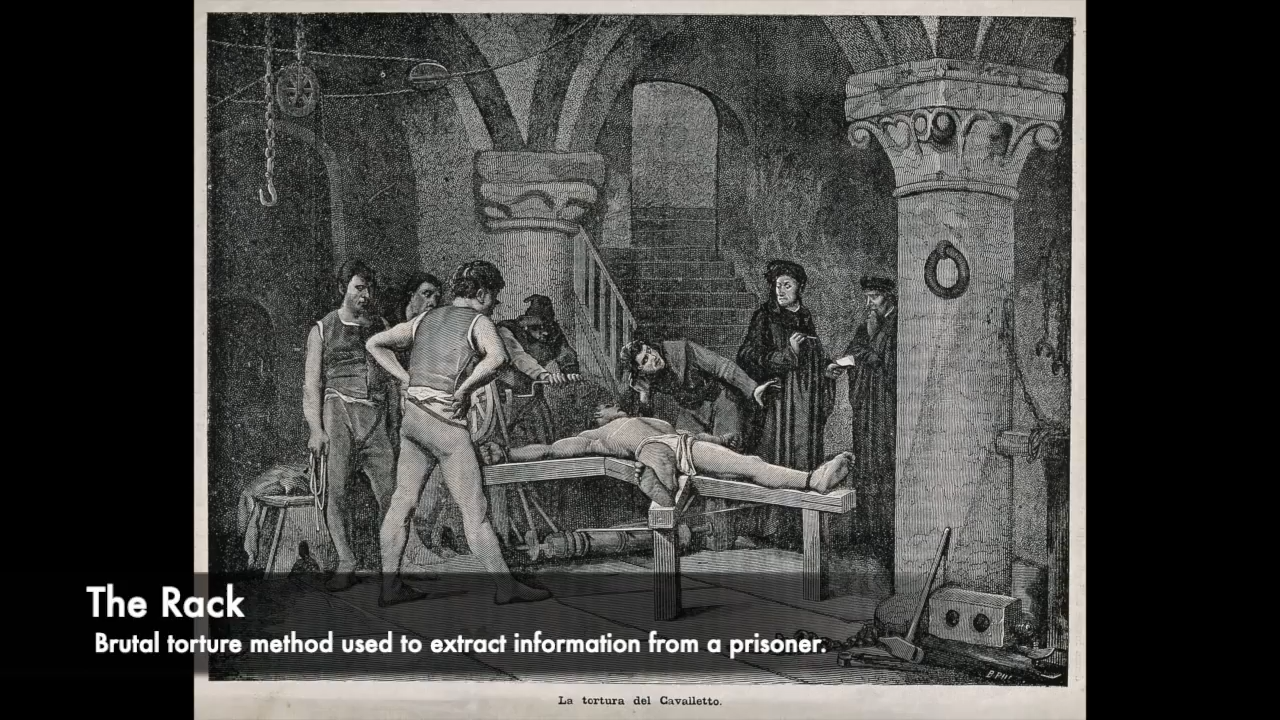 The Rack
Brutal torture method used to extract information from a prisoner.
La tortura del Cavalletto.